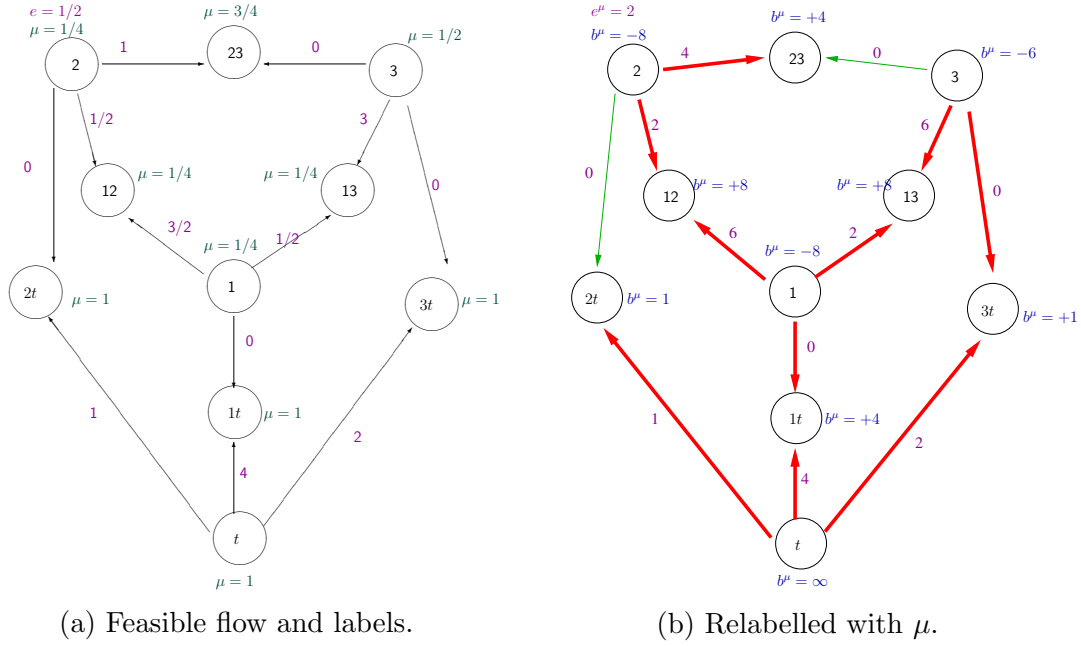 e = 1/2
μ = 1/4
μ = 3/4
μ = 1/2
2
1
23
0
3
1/2
3
0
μ = 1/4
μ = 1/4
12
13
0
3/2
1/2
μ = 1/4
1
2t
μ = 1
3t
μ = 1
0
1t
μ = 1
1
2
4
t
μ = 1
(a) Feasible flow and labels.
e^μ = 2
b^μ = −8
b^μ = +4
b^μ = −6
2
4
23
0
3
2
6
0
b^μ = +8
b^μ = +8
12
13
0
6
2
b^μ = −8
1
2t
b^μ = 1
3t
b^μ = +1
0
1t
b^μ = +4
1
2
4
t
b^μ = ∞
(b) Relabelled with μ.